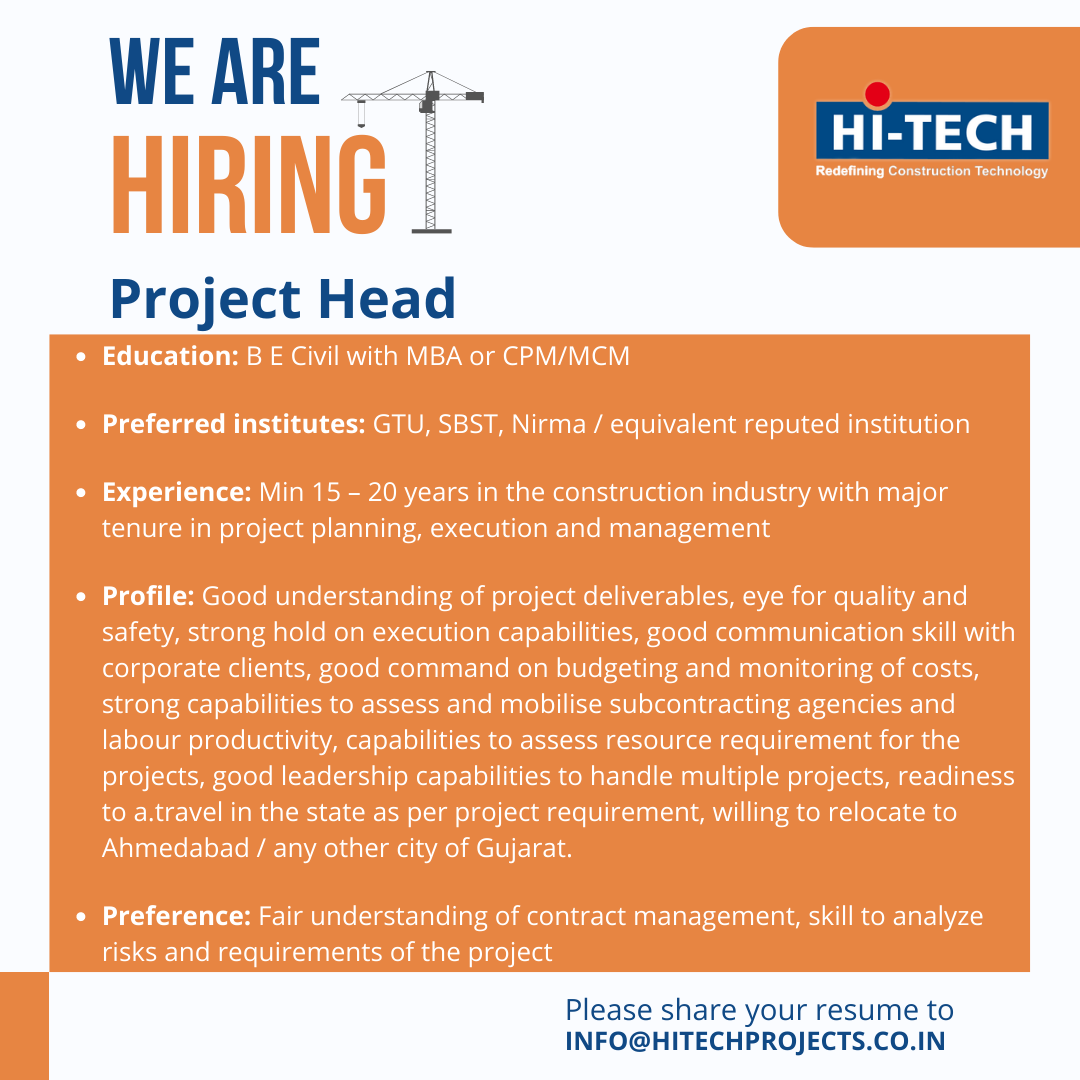 WE ARE
HIRING
HI-TECH
Redefining Construction Technology
Project Head
• Education: B E Civil with MBA or CPM/MCM
• Preferred institutes: GTU, SBST, Nirma / equivalent reputed institution
• Experience: Min 15 – 20 years in the construction industry with major
tenure in project planning, execution and management
• Profile: Good understanding of project deliverables, eye for quality and
safety, strong hold on execution capabilities, good communication skill with
corporate clients, good command on budgeting and monitoring of costs,
strong capabilities to assess and mobilise subcontracting agencies and
labour productivity, capabilities to assess resource requirement for the
projects, good leadership capabilities to handle multiple projects, readiness
to a.travel in the state as per project requirement, willing to relocate to
Ahmedabad / any other city of Gujarat.
• Preference: Fair understanding of contract management, skill to analyze
risks and requirements of the project
Please share your resume to
INFO@HITECHPROJECTS.CO.IN